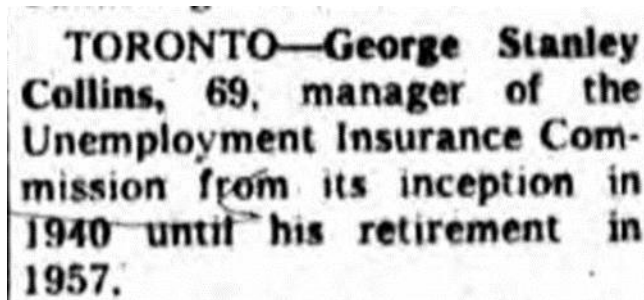 TORONTO—George Stanley
Collins, 69, manager of the
Unemployment Insurance Com-
mission from its inception in
1940 until his retirement in
1957.